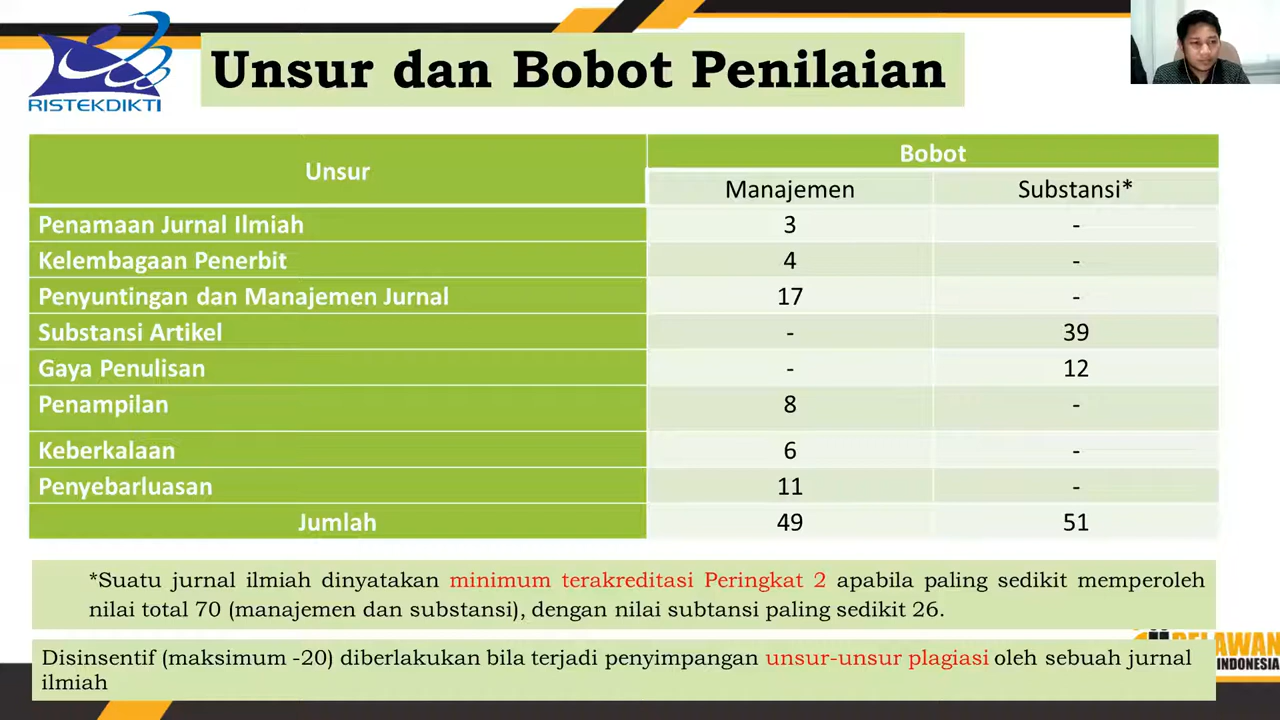 RISTEKDIKTI
Unsur dan Bobot Penilaian
Unsur
Bobot
Manajemen Substansi*
Penamaan Jurnal Ilmiah 3 -
Kelembagaan Penerbit 4 -
Penyuntingan dan Manajemen Jurnal 17 -
Substansi Artikel - 39
Gaya Penulisan - 12
Penampilan 8 -
Keberkalaan 6 -
Penyebarluasan 11 -
Jumlah 49 51
*Suatu jurnal ilmiah dinyatakan minimum terakreditasi Peringkat 2 apabila paling sedikit memperoleh
nilai total 70 (manajemen dan substansi), dengan nilai subtansi paling sedikit 26.
Disinsentif (maksimum -20) diberlakukan bila terjadi penyimpangan unsur-unsur plagiasi oleh sebuah jurnal
ilmiah
INDONESIA